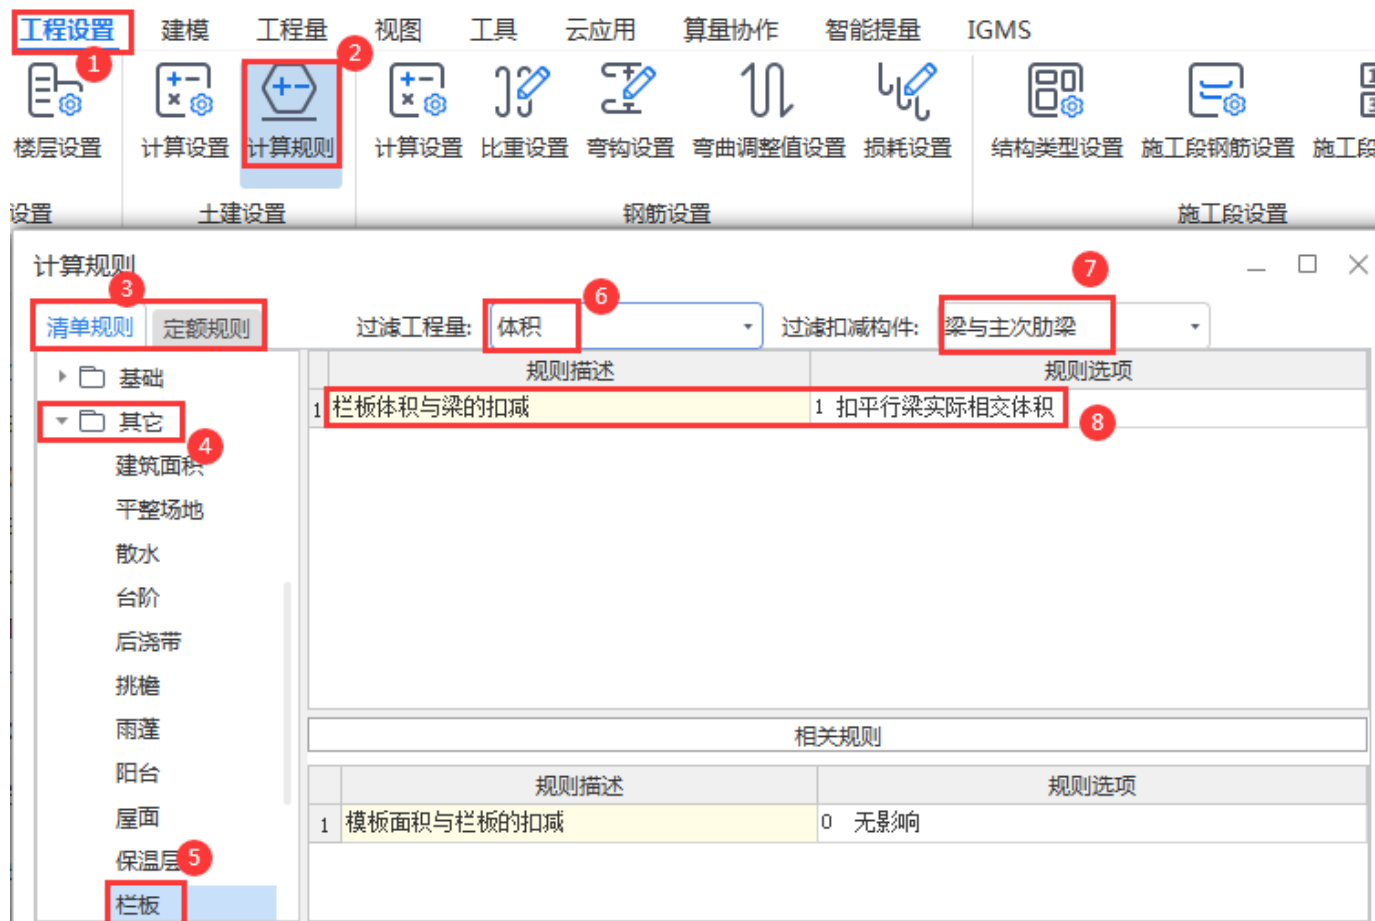 工程设置 建模 工程量 视图 工具 云应用 算量协作 智能提量 IGMS
1 2
楼层设置 计算设置 计算规则 计算设置 比重设置 弯钩设置 弯曲调整值设置 损耗设置 结构类型设置 施工段钢筋设置 施工段
设置 土建设置 钢筋设置 施工段设置
计算规则
3 6 7
清单规则 定额规则 过滤工程量: 体积 过滤扣减构件: 梁与主次肋梁
规则描述 规则选项
1 栏板体积与梁的扣减 1 扣平行梁实际相交体积
8
基础
其它
4
建筑面积
平整场地
散水
台阶
后浇带
挑檐
雨蓬
阳台
屋面
保温层
5
栏板
相关规则
规则描述 规则选项
1 模板面积与栏板的扣减 0 无影响